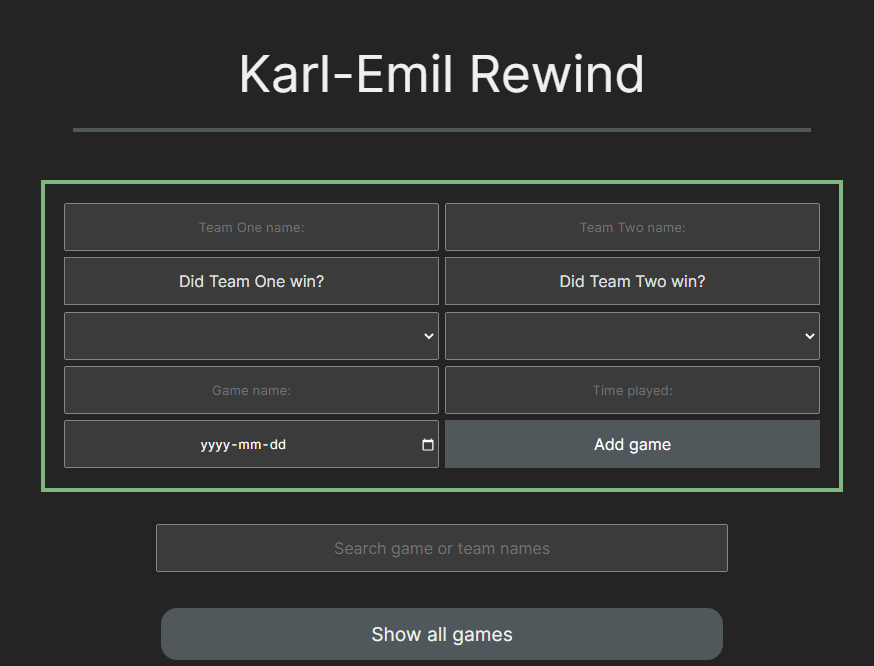 Karl-Emil Rewind
Team One name:
Team Two name:
Did Team One win?
Did Team Two win?
Game name:
Time played:
yyyy-mm-dd
Add game
Search game or team names
Show all games